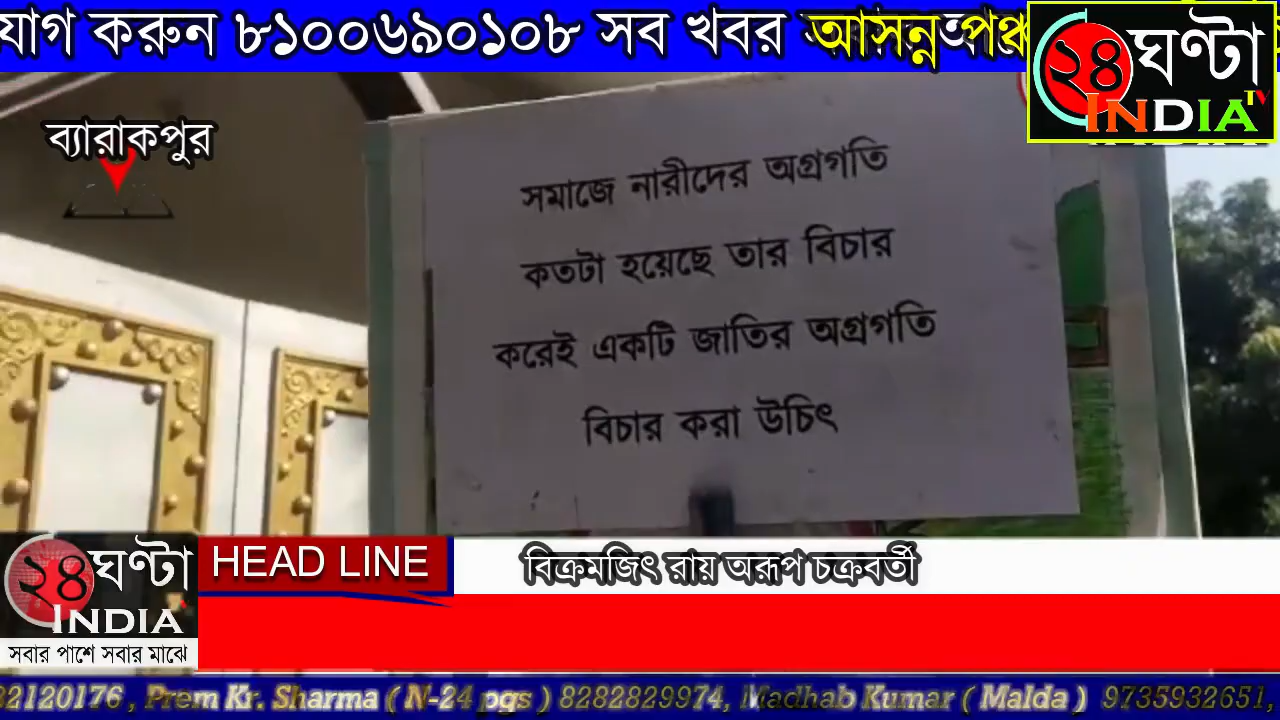 যোগ করুন ৮১০০৬৯০১০৮ সব খবর
আসন্ন পঞ্চ
২৪ ঘণ্টা
INDIA TV
ব্যারাকপুর
সমাজে নারীদের অগ্রগতি
কতটা হয়েছে তার বিচার
করেই একটি জাতির অগ্রগতি
বিচার করা উচিৎ
২৪ ঘণ্টা
INDIA
সবার পাশে সবার মাঝে
HEAD LINE
বিক্রমজিৎ রায় অরূপ চক্রবর্তী
82120176 , Prem Kr. Sharma ( N-24 pgs ) 8282829974, Madhab Kumar ( Malda ) 9735932651,